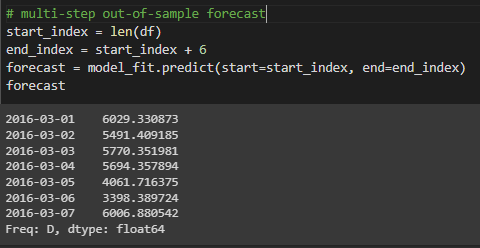 # multi-step out-of-sample forecast
start_index = len(df)
end_index = start_index + 6
forecast = model_fit.predict(start=start_index, end=end_index)
forecast
2016-03-01    6029.330873
2016-03-02    5491.409185
2016-03-03    5770.351981
2016-03-04    5694.357894
2016-03-05    4061.716375
2016-03-06    3398.389724
2016-03-07    6006.880542
Freq: D, dtype: float64